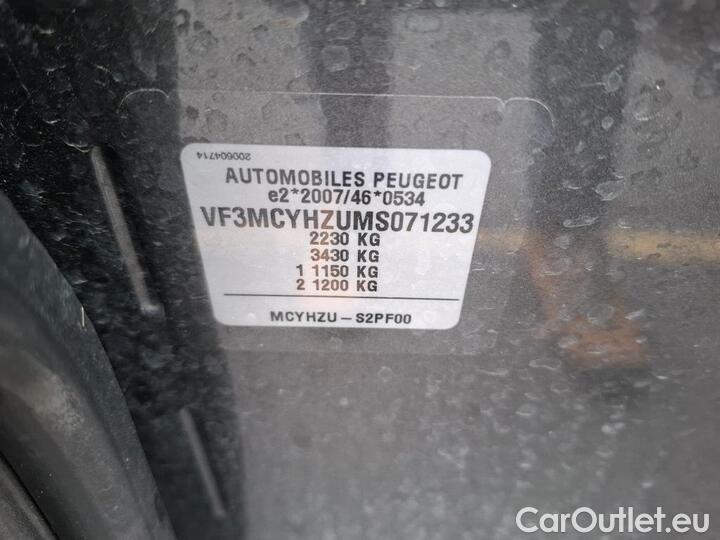 200604714
AUTOMOBILES PEUGEOT
e2*2007/46*0534
VF3MCYHZUMS071233
2230 KG
3430 KG
1 1150 KG
2 1200 KG
MCYHZU – S2PF00
CarOutlet.eu